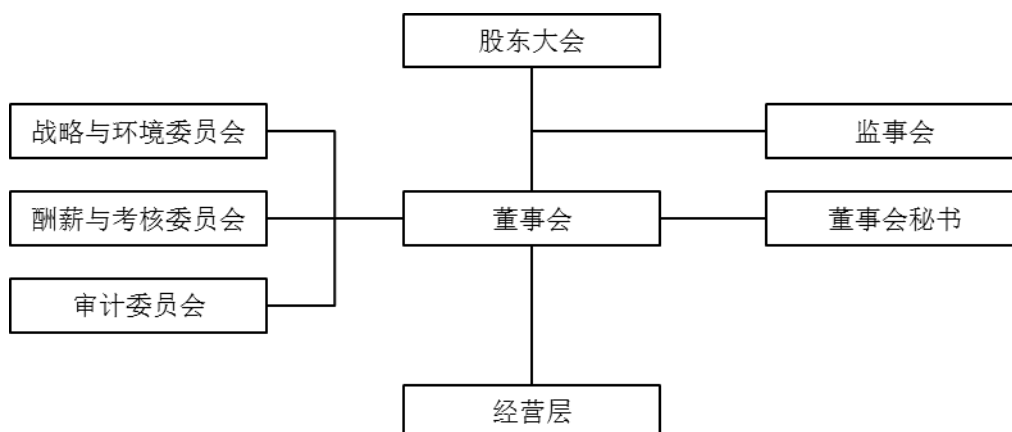 股东大会
战略与环境委员会
监事会
酬薪与考核委员会
董事会
董事会秘书
审计委员会
经营层